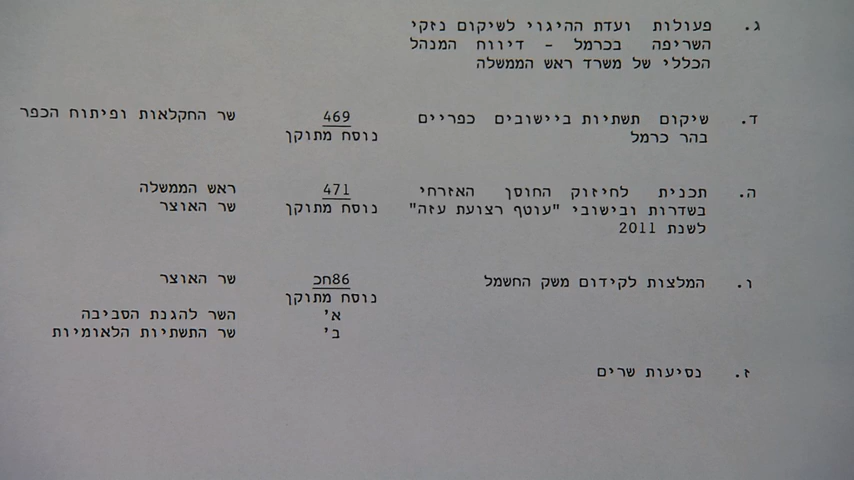 ג. פעולות ועדת ההיגוי לשיקום נזקי
השריפה בכרמל - דיווח המנהל
הכללי של משרד ראש הממשלה
ד. שיקום תשתיות ביישובים כפריים 469 שר החקלאות ופיתוח הכפר
בהר כרמל נוסח מתוקן
ה. תכנית לחיזוק החוסן האזרחי 471 ראש הממשלה
בשדרות ובישובי "עוטף רצועת עזה" נוסח מתוקן שר האוצר
לשנת 2011
ו. המלצות לקידום משק החשמל 86חכ שר האוצר
נוסח מתוקן
א' השר להגנת הסביבה
ב' שר התשתיות הלאומיות
ז. נסיעות שרים